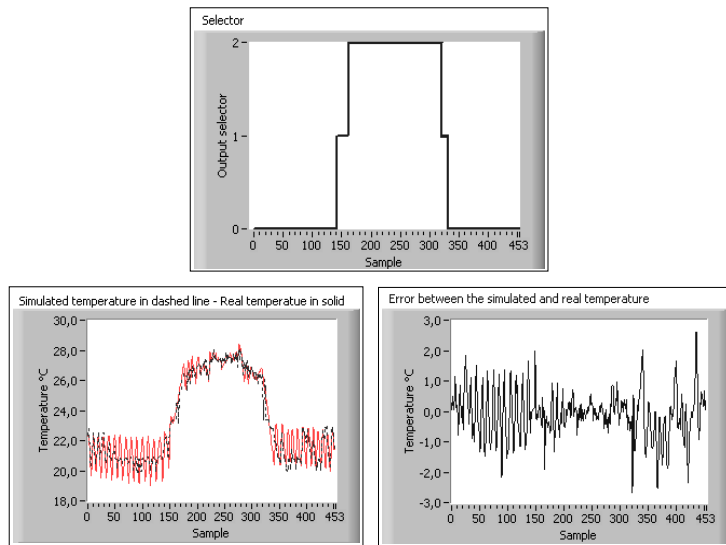 Selector
2
1
0
Output selector
0 50 100 150 200 250 300 350 400 453
Sample
Simulated temperature in dashed line - Real temperatue in solid
30,0
28,0
26,0
24,0
22,0
20,0
18,0
Temperature °C
0 50 100 150 200 250 300 350 400 453
Sample
Error between the simulated and real temperature
3,0
2,0
1,0
0,0
-1,0
-2,0
-3,0
Temperature °C
0 50 100 150 200 250 300 350 400 453
Sample